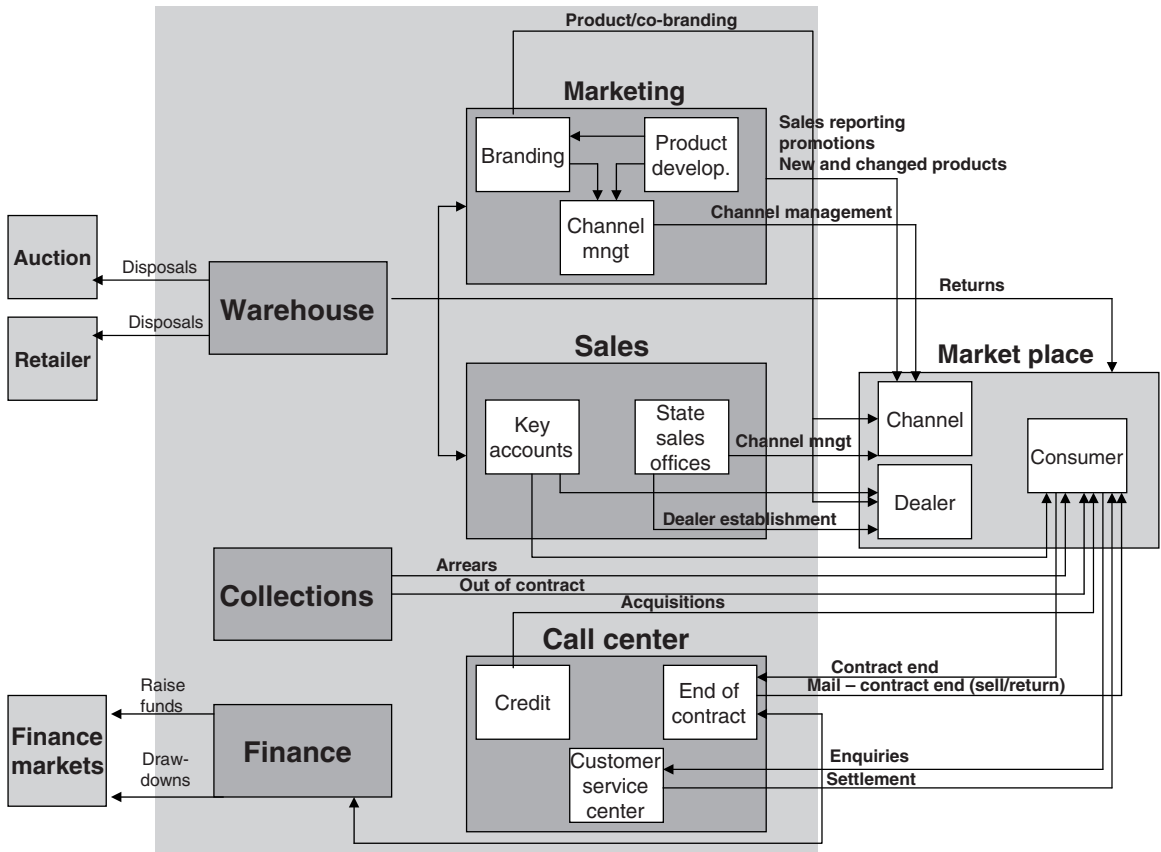 Product/co-branding
Marketing
Sales reporting
promotions
New and changed products
Branding
Product
develop.
Channel management
Channel
mngt
Auction
Disposals
Warehouse
Returns
Disposals
Retailer
Sales
Market place
Key
accounts
State
sales
offices
Channel mngt
Channel
Consumer
Dealer
Dealer establishment
Collections
Arrears
Out of contract
Acquisitions
Call center
Contract end
Mail – contract end (sell/return)
Credit
End of
contract
Raise
funds
Finance
markets
Finance
Draw-
downs
Customer
service
center
Enquiries
Settlement